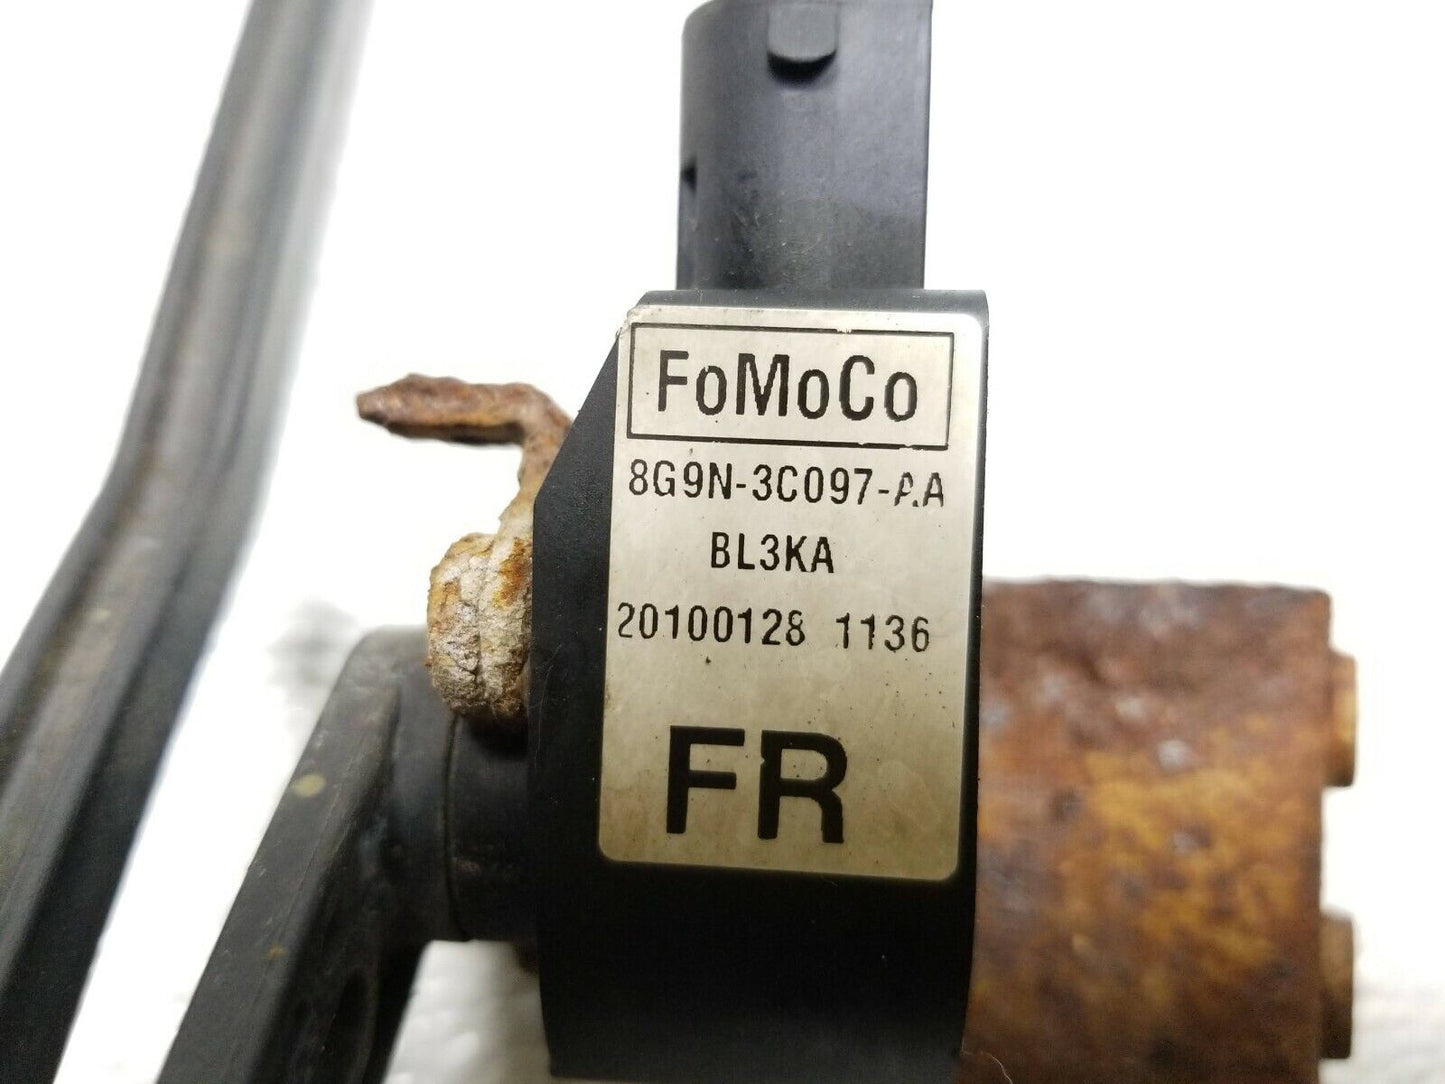 FoMoCo
8G9N-3C097-AA
BL3KA
20100128 1136
FR